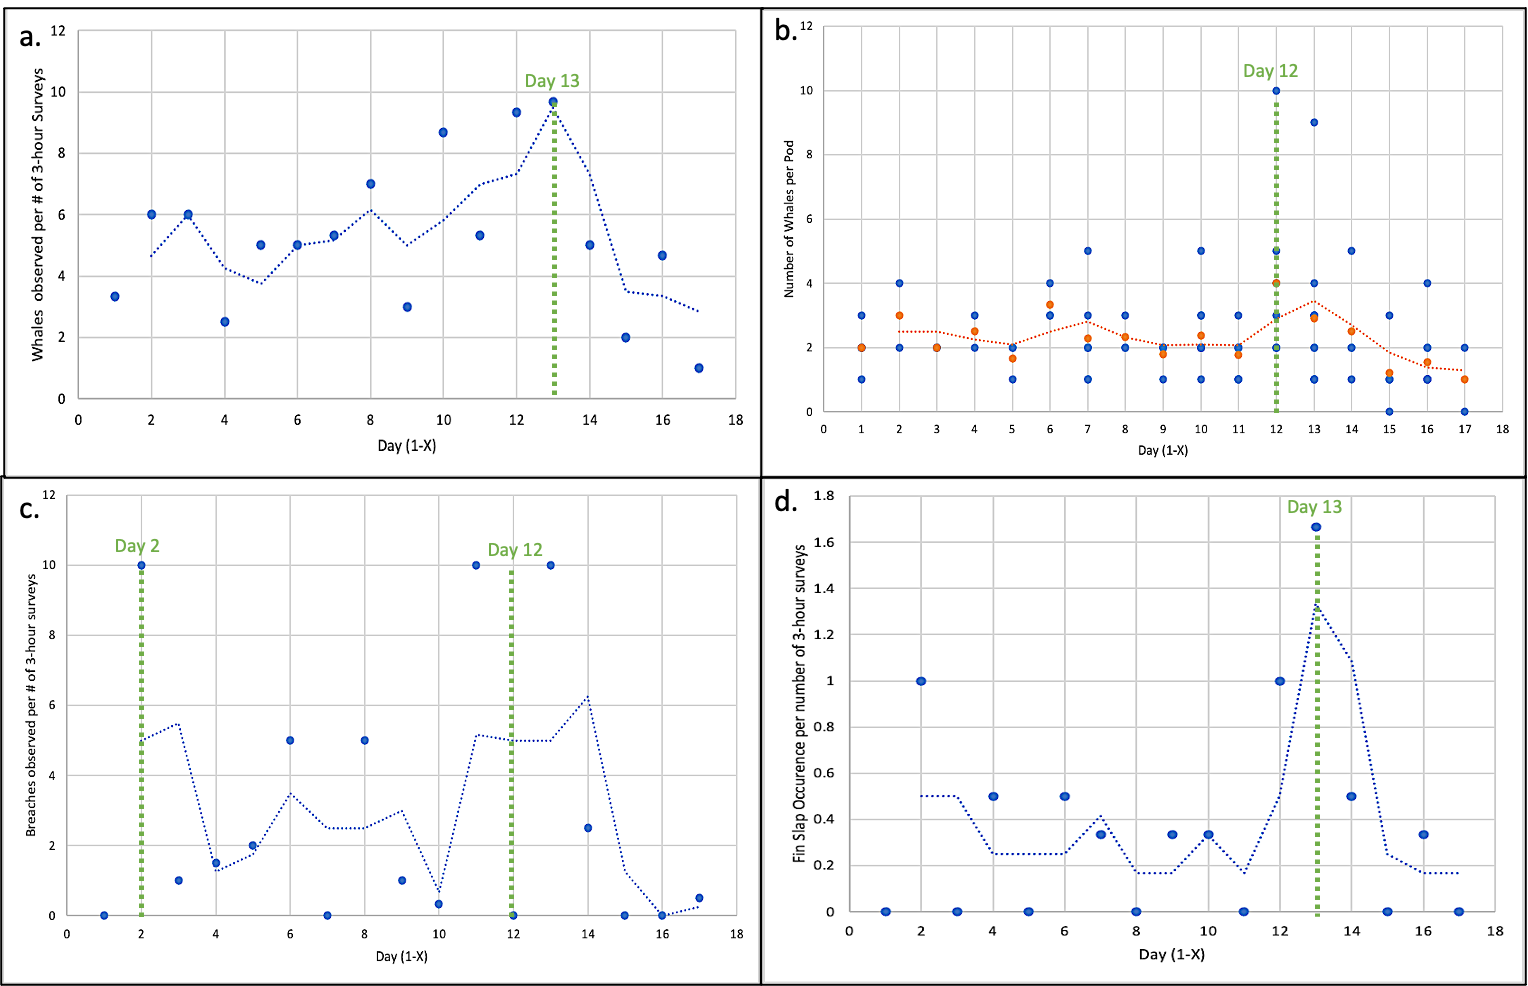 a.
Whales observed per # of 3-hour Surveys
12
10
8
6
4
2
0
Day 13
0 2 4 6 8 10 12 14 16 18
Day (1-X)
b.
Number of Whales per Pod
12
10
8
6
4
2
0
Day 12
0 1 2 3 4 5 6 7 8 9 10 11 12 13 14 15 16 17 18
Day (1-X)
c.
Breaches observed per # of 3-hour surveys
12
10
8
6
4
2
0
Day 2
Day 12
0 2 4 6 8 10 12 14 16 18
Day (1-X)
d.
Fin Slap Occurence per number of 3-hour surveys
1.8
1.6
1.4
1.2
1
0.8
0.6
0.4
0.2
0
Day 13
0 2 4 6 8 10 12 14 16 18
Day (1-X)